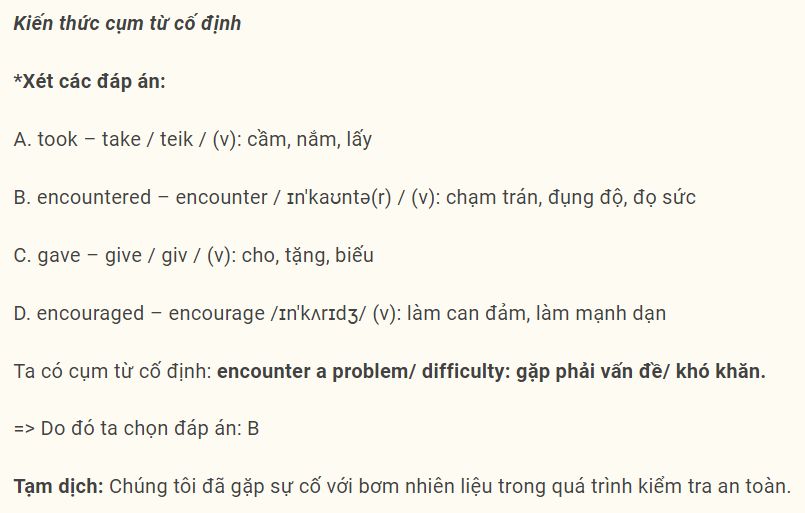 Kiến thức cụm từ cố định
*Xét các đáp án:
A. took – take / teik / (v): cầm, nắm, lấy
B. encountered – encounter / ɪnˈkaʊntə(r) / (v): chạm trán, đụng độ, đọ sức
C. gave – give / giv / (v): cho, tặng, biếu
D. encouraged – encourage /ɪnˈkʌrɪdʒ/ (v): làm can đảm, làm mạnh dạn
Ta có cụm từ cố định: encounter a problem/ difficulty: gặp phải vấn đề/ khó khăn.
=> Do đó ta chọn đáp án: B
Tạm dịch: Chúng tôi đã gặp sự cố với bơm nhiên liệu trong quá trình kiểm tra an toàn.